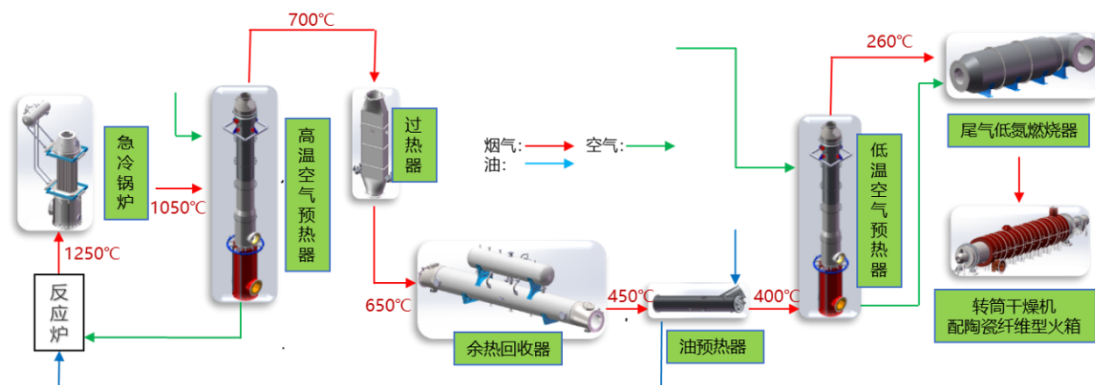 700℃
260℃
急冷锅炉
高温空气预热器
过热器
烟气:
空气:
油:
低温空气预热器
尾气低氮燃烧器
1050℃
1250℃
反应炉
650℃
450℃
400℃
余热回收器
油预热器
转筒干燥机
配陶瓷纤维型火箱